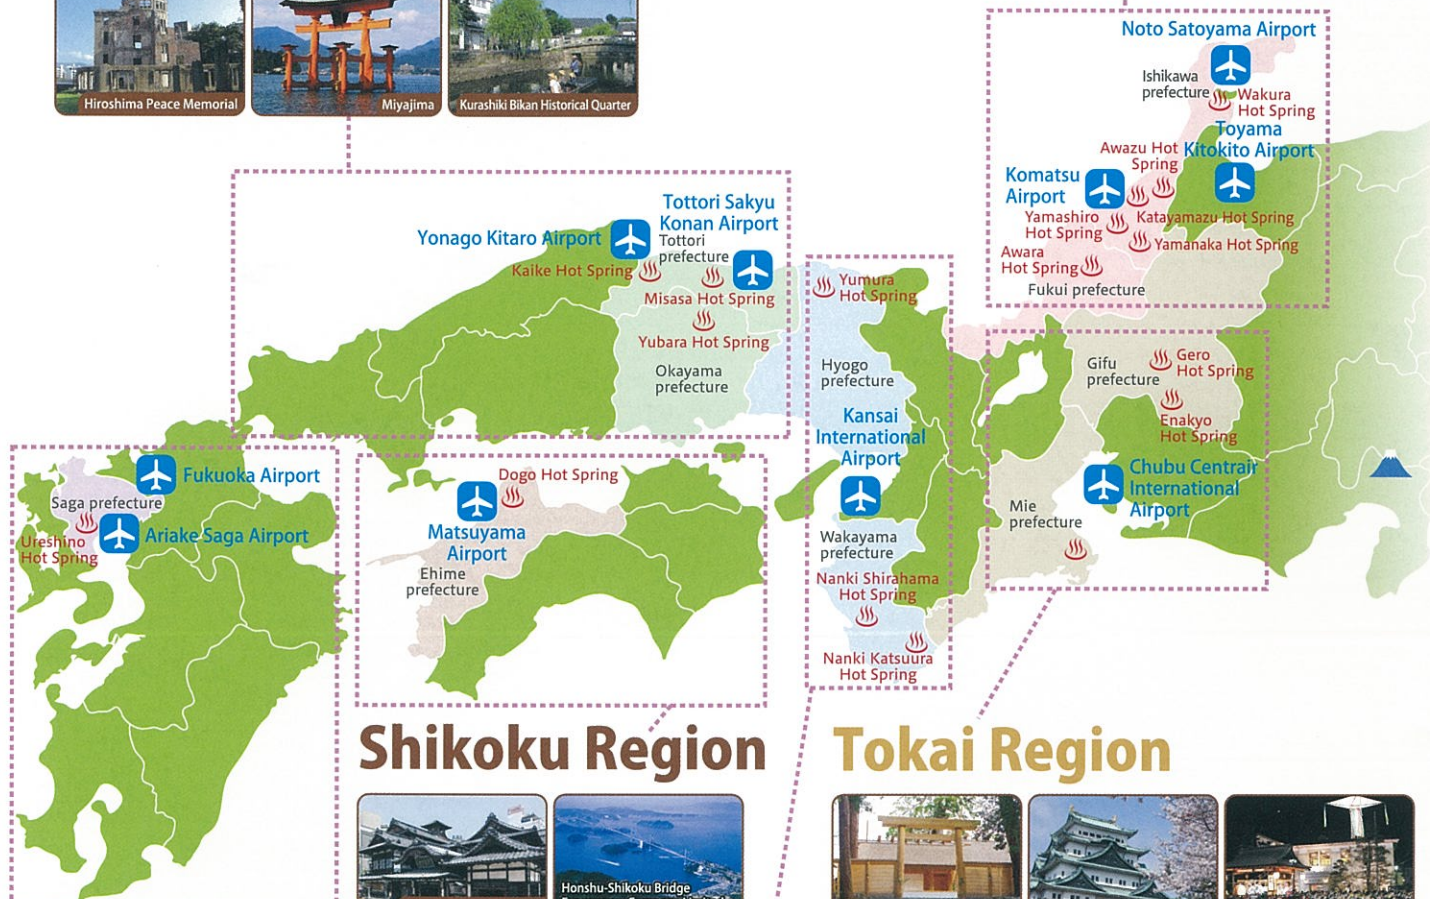 Hiroshima Peace Memorial
Miyajima
Kurashiki Bikan Historical Quarter
Noto Satoyama Airport
Ishikawa
prefecture
Wakura
Hot Spring
Toyama
Kitokito Airport
Awazu Hot
Spring
Komatsu
Airport
Yamashiro
Hot Spring
Katayamazu Hot Spring
Yamanaka Hot Spring
Awara
Hot Spring
Fukui prefecture
Tottori Sakyu
Konan Airport
Yonago Kitaro Airport
Tottori
prefecture
Kaike Hot Spring
Misasa Hot Spring
Yubara Hot Spring
Okayama
prefecture
Yumura
Hot Spring
Hyogo
prefecture
Kansai
International
Airport
Wakayama
prefecture
Nanki Shirahama
Hot Spring
Nanki Katsuura
Hot Spring
Gifu
prefecture
Gero
Hot Spring
Enakyo
Hot Spring
Chubu Centrair
International
Airport
Mie
prefecture
Fukuoka Airport
Saga prefecture
Ureshino
Hot Spring
Ariake Saga Airport
Dogo Hot Spring
Matsuyama
Airport
Ehime
prefecture
Shikoku Region
Tokai Region
Honshu-Shikoku Bridge